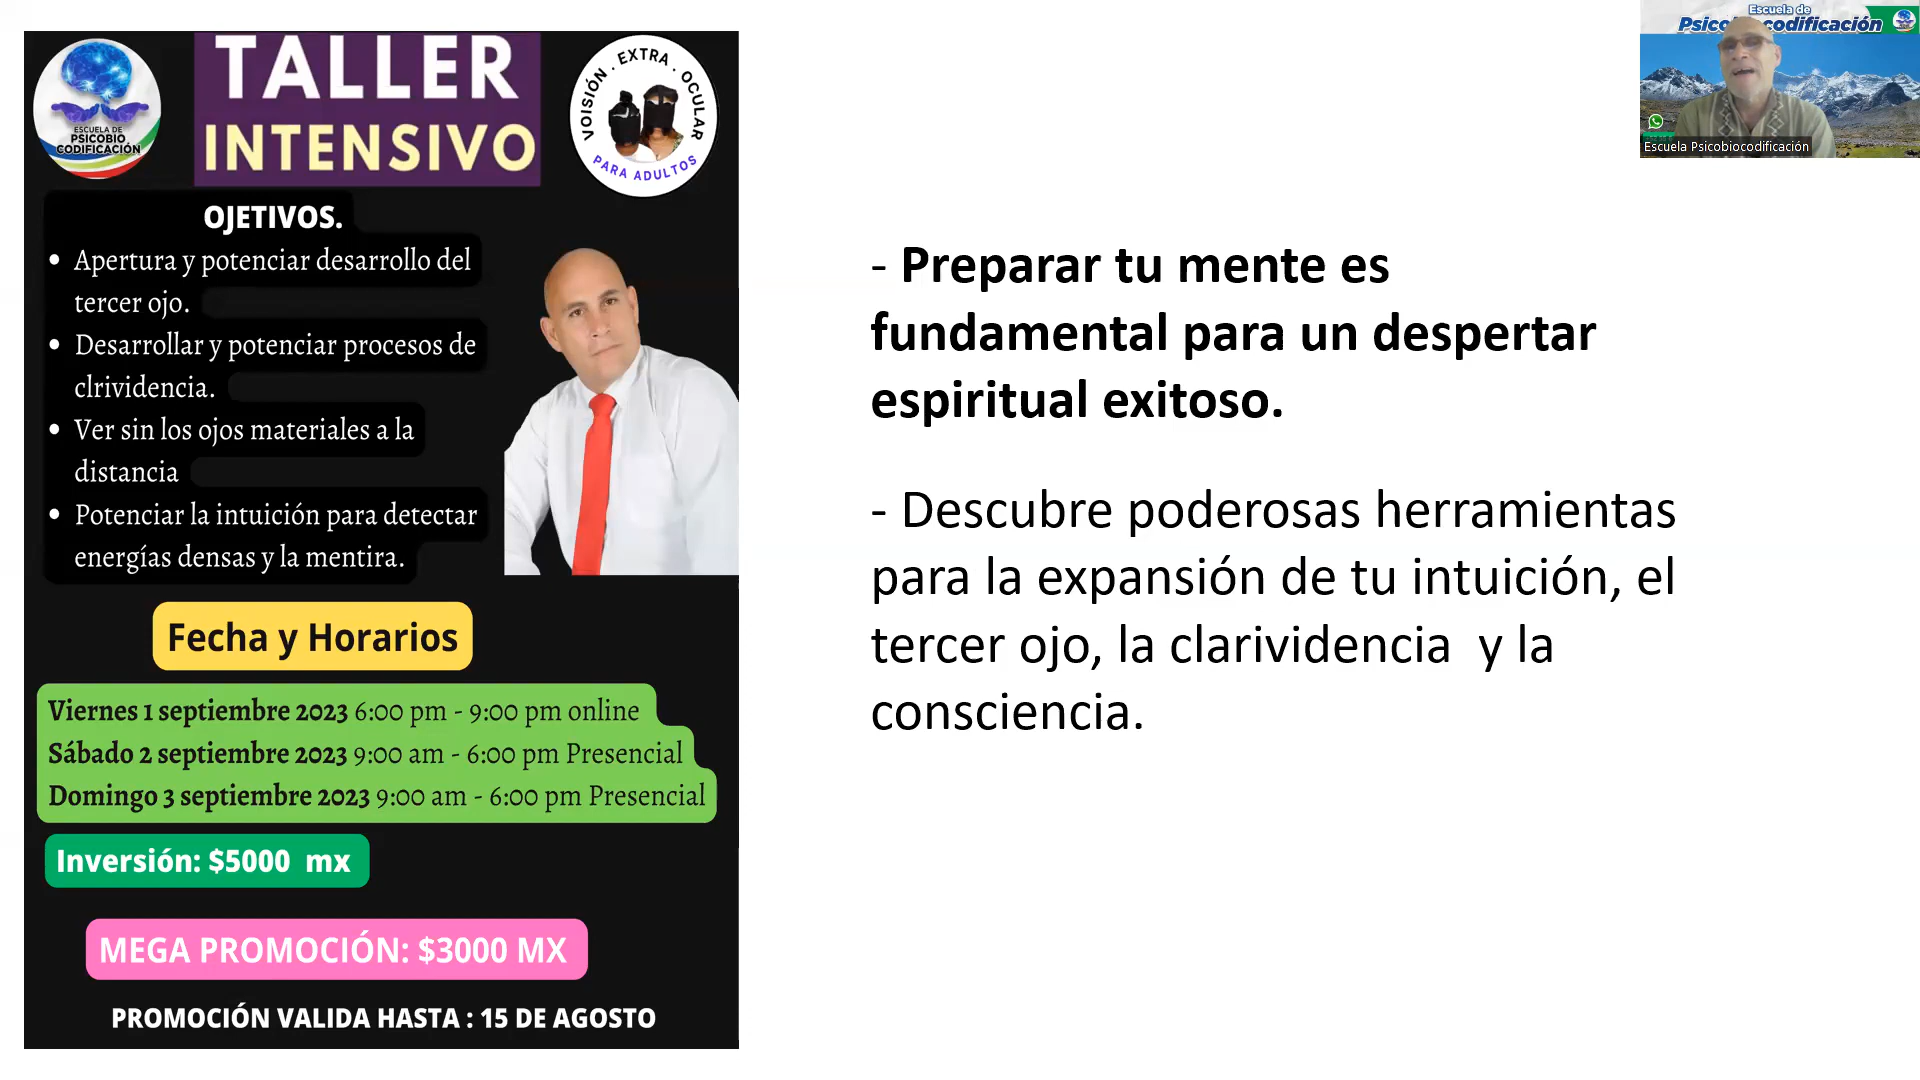 ESCUELA DE
PSICOBIO
CODIFICACIÓN
TALLER
INTENSIVO
VOISIÓN . EXTRA . OCULAR
PARA ADULTOS
OJETIVOS.
• Apertura y potenciar desarrollo del
tercer ojo.
• Desarrollar y potenciar procesos de
clrividencia.
• Ver sin los ojos materiales a la
distancia
• Potenciar la intuición para detectar
energías densas y la mentira.
Fecha y Horarios
Viernes 1 septiembre 2023 6:00 pm - 9:00 pm online
Sábado 2 septiembre 2023 9:00 am - 6:00 pm Presencial
Domingo 3 septiembre 2023 9:00 am - 6:00 pm Presencial
Inversión: $5000 mx
MEGA PROMOCIÓN: $3000 MX
PROMOCIÓN VALIDA HASTA : 15 DE AGOSTO
- Preparar tu mente es
fundamental para un despertar
espiritual exitoso.
- Descubre poderosas herramientas
para la expansión de tu intuición, el
tercer ojo, la clarividencia y la
consciencia.
Escuela de
Escuela Psicobiocodificación